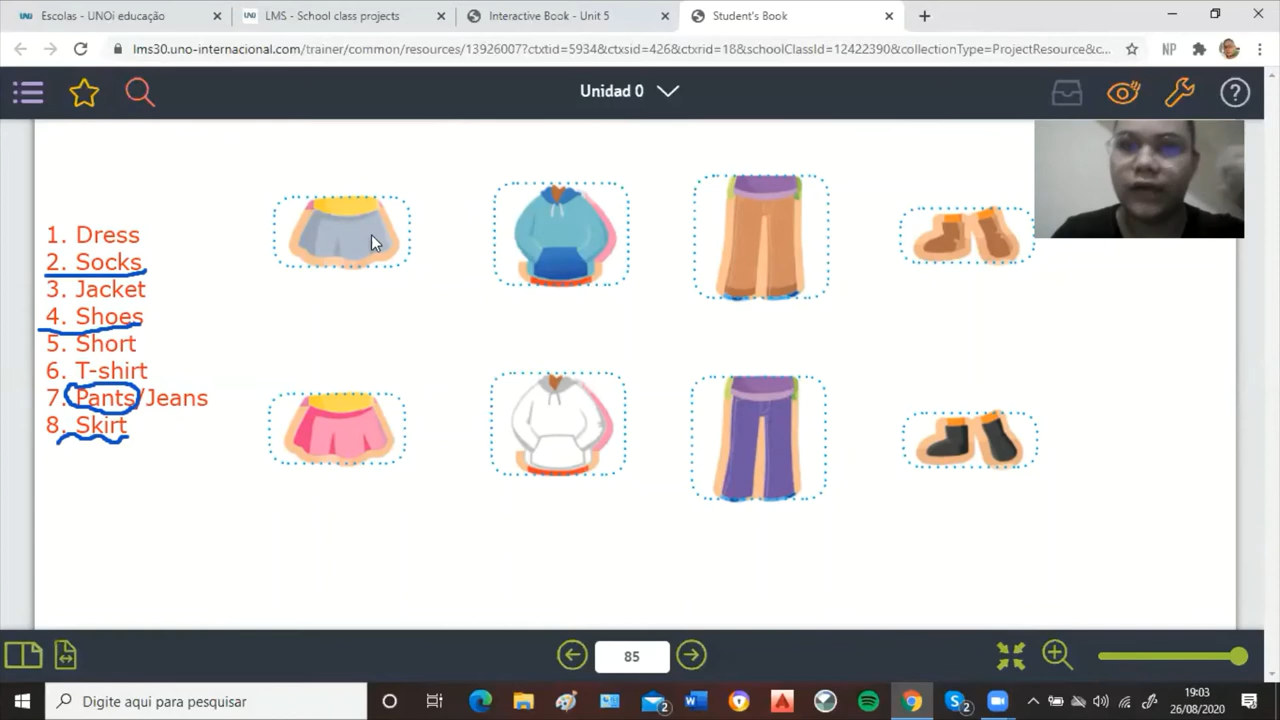 Escolas - UNOi educação
LMS - School class projects
Interactive Book - Unit 5
Student's Book
lms30.uno-internacional.com/trainer/common/resources/13926007?ctxtid=5934&ctxsid=426&ctxrid=18&schoolClassId=12422390&collectionType=ProjectResource&c...
NP
Unidad 0
1. Dress
2. Socks
3. Jacket
4. Shoes
5. Short
6. T-shirt
7. Pants/Jeans
8. Skirt
85
Digite aqui para pesquisar
2
2
19:03
26/08/2020